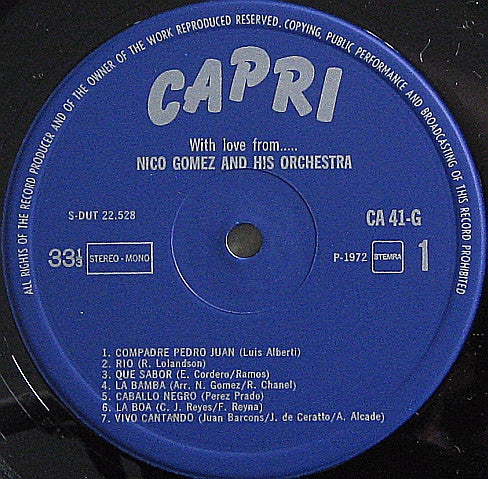 ALL RIGHTS OF THE RECORD PRODUCER AND OF THE OWNER OF THE WORK REPRODUCED RESERVED. COPYING, PUBLIC PERFORMANCE AND BROADCASTING OF THIS RECORD PROHIBITED
CAPRI
With love from.....
NICO GOMEZ AND HIS ORCHESTRA
S-DUT 22.528
CA 41-G
33⅓ STEREO - MONO
P-1972 STEMRA 1
1. COMPADRE PEDRO JUAN (Luis Alberti)
2. RIO (R. Lolandson)
3. QUE SABOR (E. Cordero/Ramos)
4. LA BAMBA (Arr. N. Gomez/R. Chanel)
5. CABALLO NEGRO (Perez Prado)
6. LA BOA (C. J. Reyes/F. Reyna)
7. VIVO CANTANDO (Juan Barcons/J. de Ceratto/A. Alcade)